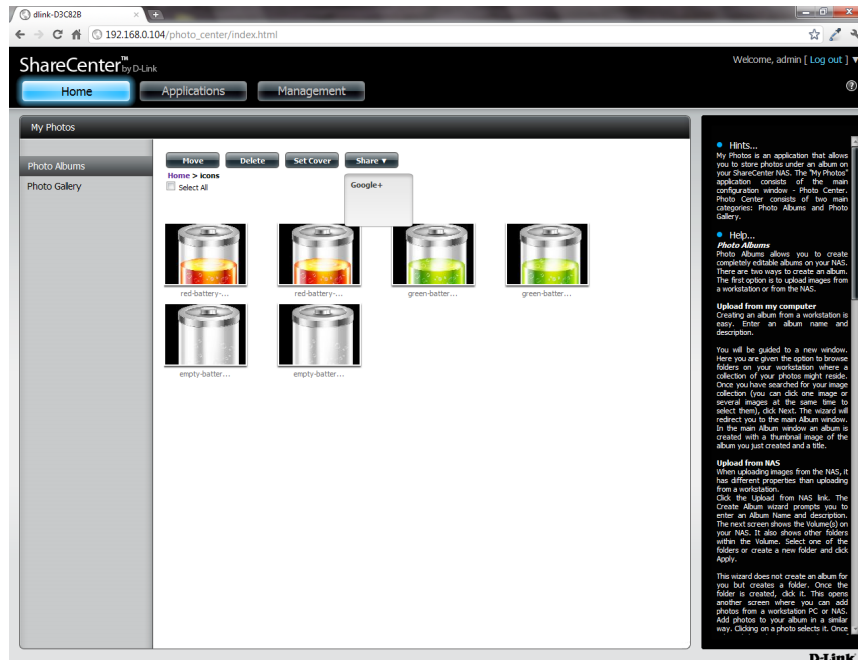 dlink-D3C82B
192.168.0.104/photo_center/index.html
ShareCenter™ by D-Link
Welcome, admin [ Log out ]
Home
Applications
Management
My Photos
Photo Albums
Photo Gallery
Move
Delete
Set Cover
Share ▼
Home > icons
Select All
Google+
red-battery-...
red-battery-...
green-batter...
green-batter...
empty-batter...
empty-batter...
Hints...
My Photos is an application that allows
you to store photos under an album on
your ShareCenter NAS. The "My Photos"
application consists of the main
configuration window - Photo Center.
Photo Center consists of two main
categories: Photo Albums and Photo
Gallery.
Help...
Photo Albums
Photo Albums allows you to create
completely editable albums on your NAS.
There are two ways to create an album.
The first option is to upload images from
a workstation or from the NAS.
Upload from my computer
Creating an album from a workstation is
easy. Enter an album name and
description.
You will be guided to a new window.
Here you are given the option to browse
folders on your workstation where a
collection of your photos might reside.
Once you have searched for your image
collection (you can click one image or
several images at the same time to
select them), click Next. The wizard will
redirect you to the main Album window.
In the main Album window an album is
created with a thumbnail image of the
album you just created and a title.
Upload from NAS
When uploading images from the NAS, it
has different properties than uploading
from a workstation.
Click the Upload from NAS link. The
Create Album wizard prompts you to
enter an Album Name and description.
The next screen shows the Volume(s) on
your NAS. It also shows other folders
within the Volume. Select one of the
folders or create a new folder and click
Apply.
This wizard does not create an album for
you but creates a folder. Once the
folder is created, click it. This opens
another screen where you can add
photos from a workstation PC or NAS.
Add photos to your album in a similar
way. Clicking on a photo selects it. Once
D-Link